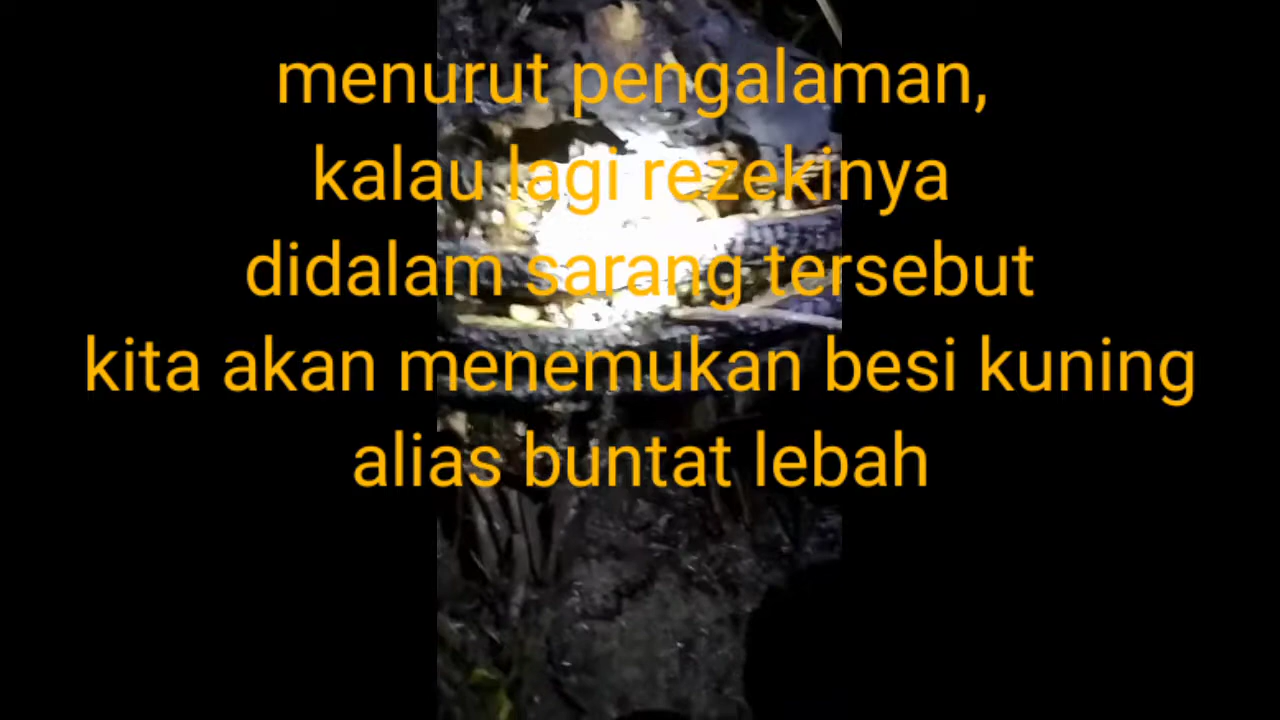 menurut pengalaman,
kalau lagi rezekinya
didalam sarang tersebut
kita akan menemukan besi kuning
alias buntat lebah